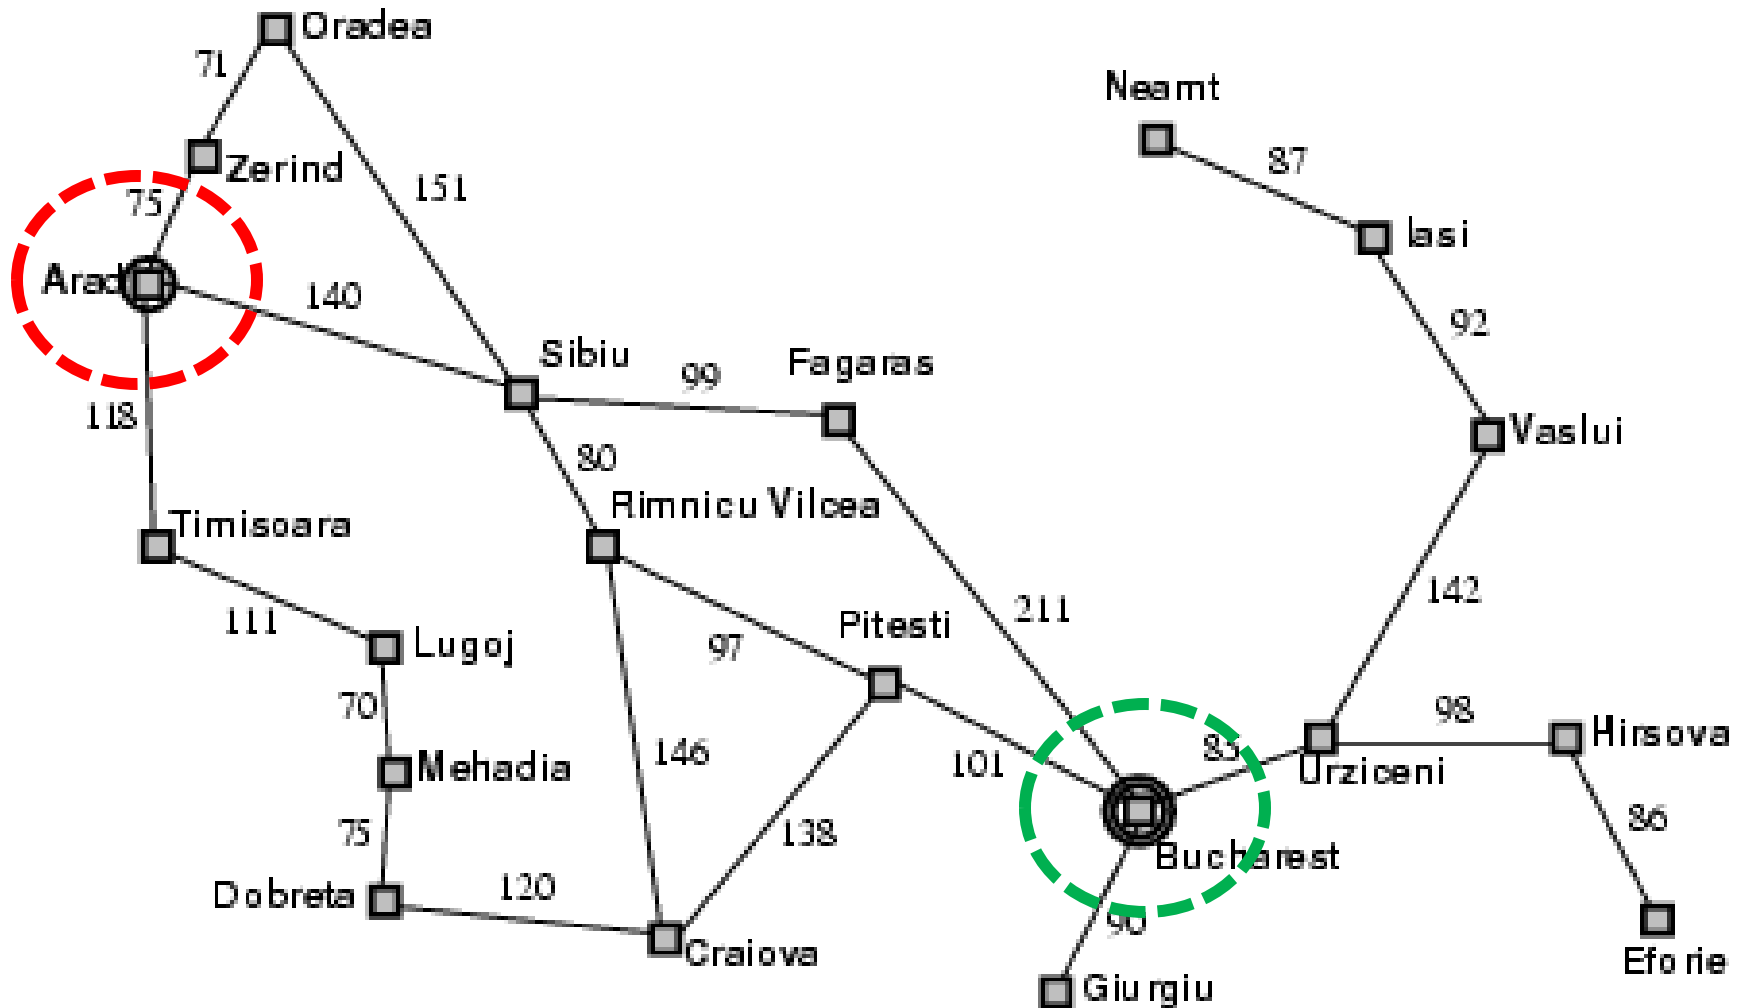 Oradea
71
Neamt
87
Zerind
151
75
Iasi
Arad
140
92
Sibiu
Fagaras
99
118
Vaslui
80
Rimnicu Vilcea
Timisoara
142
211
111
Pitesti
Lugoj
97
70
98
Hirsova
146
85
Mehadia
101
Urziceni
86
75
138
Bucharest
Dobreta
120
90
Craiova
Eforie
Giurgiu